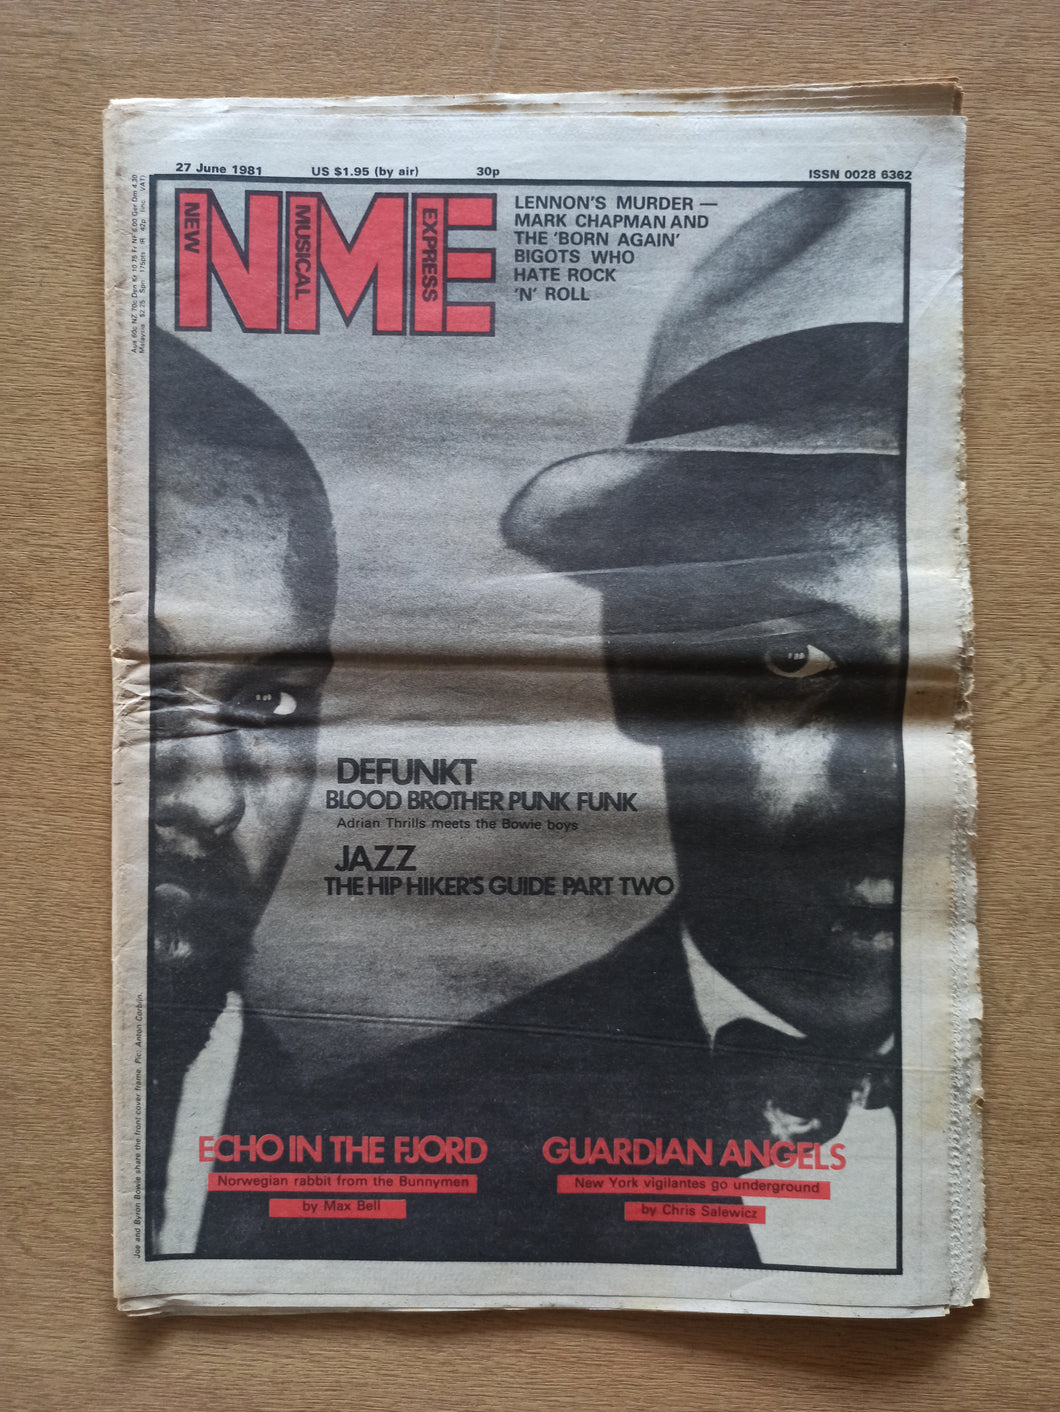 27 June 1981 US $1.95 (by air) 30p ISSN 0028 6362
NME
NEW MUSICAL EXPRESS
LENNON'S MURDER —
MARK CHAPMAN AND
THE 'BORN AGAIN'
BIGOTS WHO
HATE ROCK
'N' ROLL
DEFUNKT
BLOOD BROTHER PUNK FUNK
Adrian Thrills meets the Bowie boys
JAZZ
THE HIP HIKER'S GUIDE PART TWO
ECHO IN THE FJORD
Norwegian rabbit from the Bunnymen
by Max Bell
GUARDIAN ANGELS
New York vigilantes go underground
by Chris Salewicz
Joe and Byron Bowie share the front cover frame. Pic: Anton Corbijn